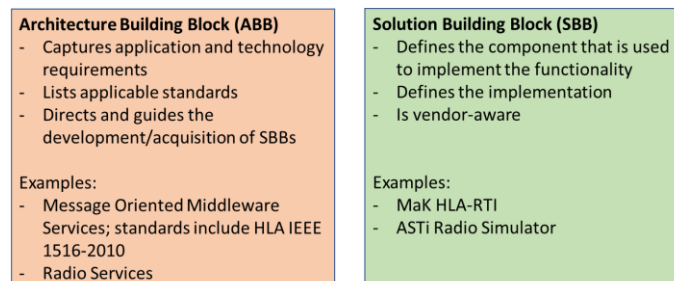 Architecture Building Block (ABB)
- Captures application and technology
requirements
- Lists applicable standards
- Directs and guides the
development/acquisition of SBBs
Examples:
- Message Oriented Middleware
Services; standards include HLA IEEE
1516-2010
- Radio Services
Solution Building Block (SBB)
- Defines the component that is used
to implement the functionality
- Defines the implementation
- Is vendor-aware
Examples:
- MaK HLA-RTI
- ASTi Radio Simulator